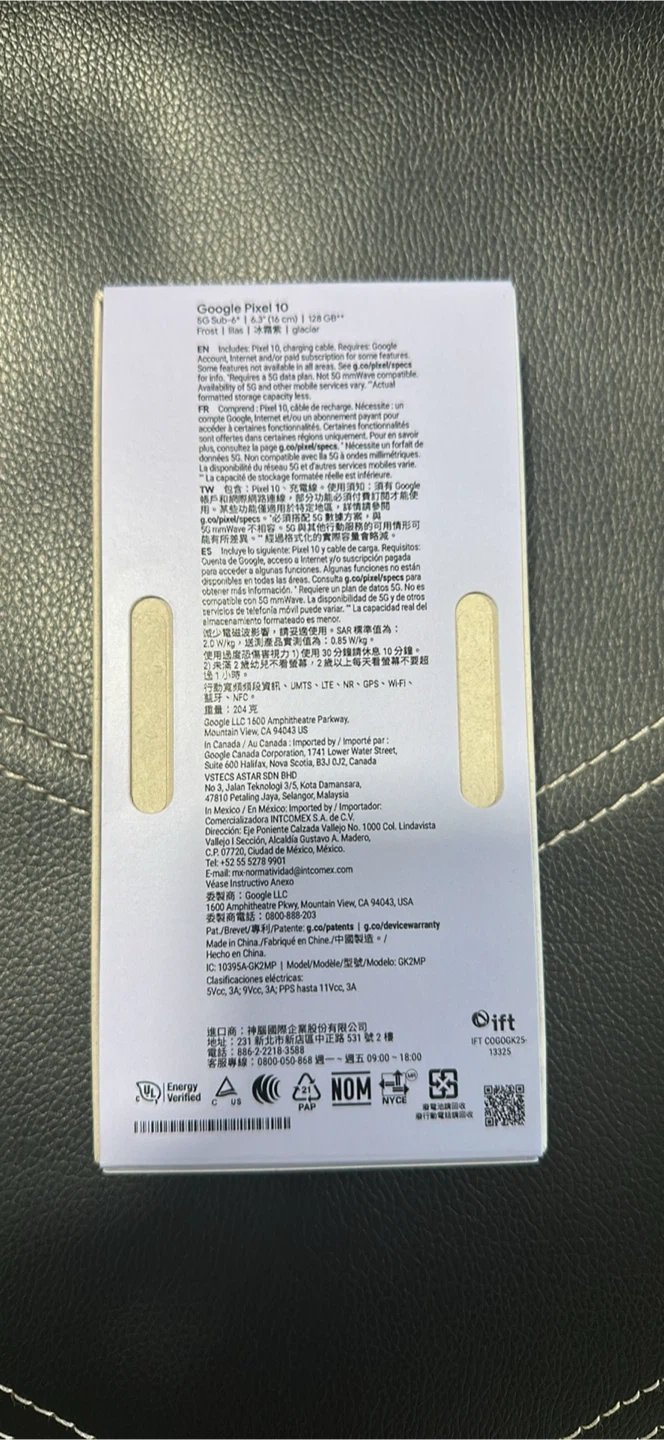 Google Pixel 10
5G Sub-6* | 6.3" (16 cm) | 128 GB**
Frost | lilas | 冰霧紫 | glaciar
EN Includes: Pixel 10, charging cable. Requires: Google
Account, Internet and/or paid subscription for some features.
Some features not available in all areas. See g.co/pixel/specs
for info. *Requires a 5G data plan. Not 5G mmWave compatible.
Availability of 5G and other mobile services vary. **Actual
formatted storage capacity less.
FR Comprend : Pixel 10, câble de recharge. Nécessite : un
compte Google, Internet et/ou un abonnement payant pour
accéder à certaines fonctionnalités. Certaines fonctionnalités
sont offertes dans certaines régions uniquement. Pour en savoir
plus, consultez la page g.co/pixel/specs. * Nécessite un forfait de
données 5G. Non compatible avec lla 5G à ondes millimétriques.
La disponibilité du réseau 5G et d'autres services mobiles varie.
** La capacité de stockage formatée réelle est inférieure.
TW 包含：Pixel 10、充電線。使用須知：須有 Google
帳戶和網際網路連線，部分功能必須付費訂閱才能使
用。某些功能僅適用於特定地區，詳情請參閱
g.co/pixel/specs。*必須搭配 5G 數據方案，與
5G mmWave 不相容。5G 與其他行動服務的可用情形可
能有所差異。** 經過格式化的實際容量會略減。
ES Incluye lo siguiente: Pixel 10 y cable de carga. Requisitos:
Cuenta de Google, acceso a Internet y/o suscripción pagada
para acceder a algunas funciones. Algunas funciones no están
disponibles en todas las áreas. Consulta g.co/pixel/specs para
obtener más información. * Requiere un plan de datos 5G. No es
compatible con 5G mmWave. La disponibilidad de 5G y de otros
servicios de telefonía móvil puede variar. ** La capacidad real del
almacenamiento formateado es menor.
減少電磁波影響，請妥適使用。SAR 標準值為：
2.0 W/kg，送測產品實測值為：0.85 W/kg。
使用過度恐傷害視力 1) 使用 30 分鐘請休息 10 分鐘。
2) 未滿 2 歲幼兒不看螢幕，2 歲以上每天看螢幕不要超
過 1 小時。
行動寬頻頻段資訊、UMTS、LTE、NR、GPS、Wi-Fi、
藍牙、NFC。
重量：204 克
Google LLC 1600 Amphitheatre Parkway,
Mountain View, CA 94043 US
In Canada / Au Canada : Imported by / Importé par :
Google Canada Corporation, 1741 Lower Water Street,
Suite 600 Halifax, Nova Scotia, B3J 0J2, Canada
VSTECS ASTAR SDN BHD
No 3, Jalan Teknologi 3/5, Kota Damansara,
47810 Petaling Jaya, Selangor, Malaysia
In Mexico / En México: Imported by / Importador:
Comercializadora INTCOMEX S.A. de C.V.
Dirección: Eje Poniente Calzada Vallejo No. 1000 Col. Lindavista
Vallejo I Sección, Alcaldía Gustavo A. Madero,
C.P. 07720, Ciudad de México, México.
Tel: +52 55 5278 9901
E-mail: mx-normatividad@intcomex.com
Véase Instructivo Anexo
委製商：Google LLC
1600 Amphitheatre Pkwy, Mountain View, CA 94043, USA
委製商電話：0800-888-203
Pat./Brevet/專利/Patente: g.co/patents | g.co/devicewarranty
Made in China./Fabriqué en Chine./中國製造。/
Hecho en China.
IC: 10395A-GK2MP | Model/Modèle/型號/Modelo: GK2MP
Clasificaciones eléctricas:
5Vcc, 3A; 9Vcc, 3A; PPS hasta 11Vcc, 3A
ift
IFT COGOGK25-
13325
進口商：神腦國際企業股份有限公司
地址：231 新北市新店區中正路 531 號 2 樓
電話：886-2-2218-3588
客服專線：0800-050-868 週一~週五 09:00 ~ 18:00
c UL Energy
Verified
C US
21
PAP
NOM
MR
NYCE
廢電池請回收
廢行動電話請回收